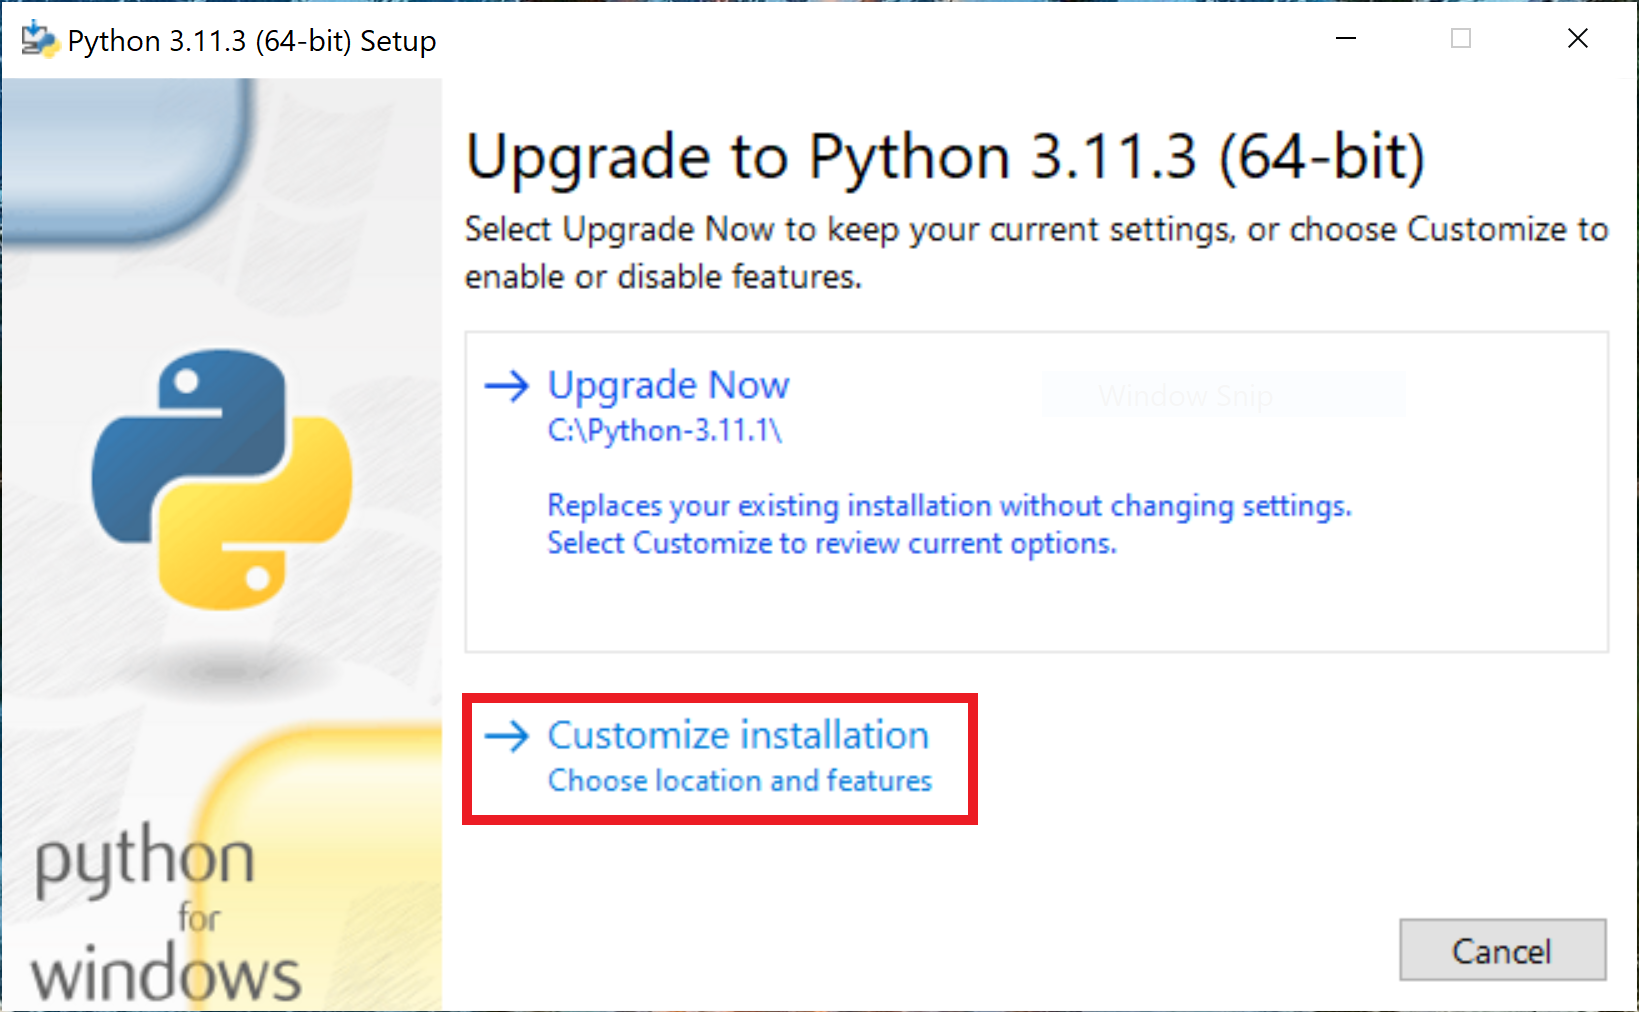 Python 3.11.3 (64-bit) Setup
Upgrade to Python 3.11.3 (64-bit)
Select Upgrade Now to keep your current settings, or choose Customize to
enable or disable features.
Upgrade Now
Window Snip
C:\Python-3.11.1\
Replaces your existing installation without changing settings.
Select Customize to review current options.
Customize installation
Choose location and features
python
for
windows
Cancel